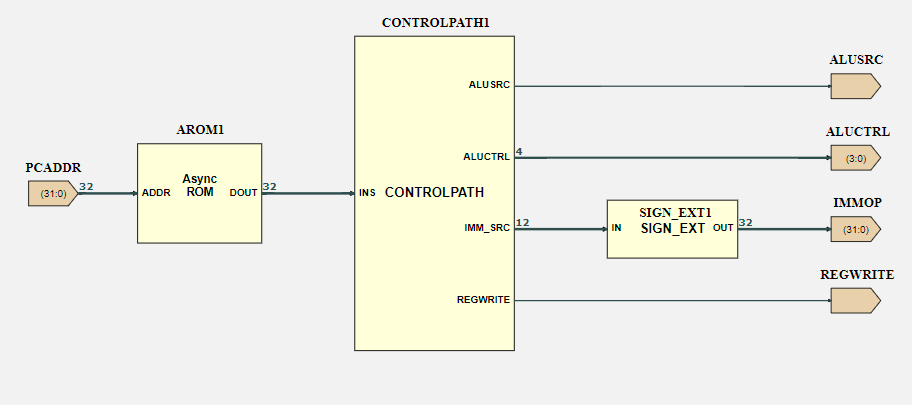 CONTROLPATH1
ALUSRC
ALUSRC
AROM1
ALUCTRL
PCADDR
Async
ROM
ALUCTRL
4
(3:0)
(31:0)
32
ADDR
DOUT
32
INS
CONTROLPATH
SIGN_EXT1
IMMOP
IMM_SRC
12
IN
SIGN_EXT
OUT
32
(31:0)
REGWRITE
REGWRITE